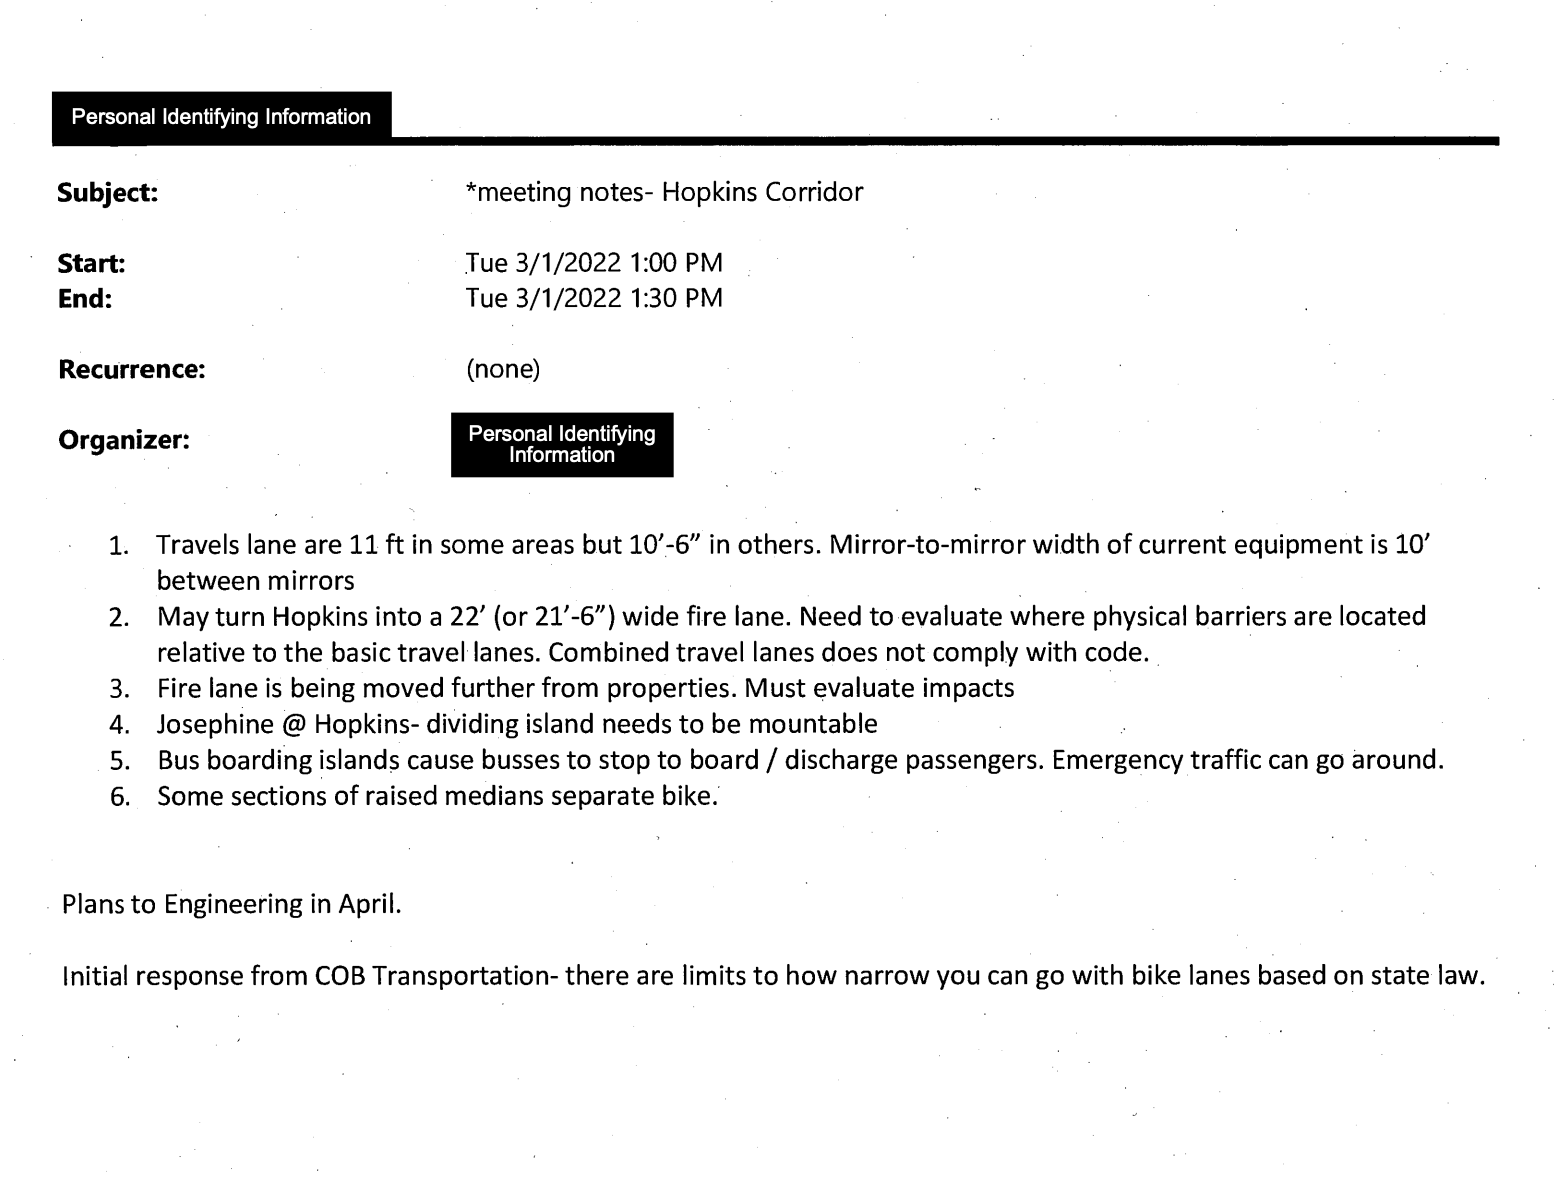 Personal Identifying Information
Subject: *meeting notes- Hopkins Corridor
Start: Tue 3/1/2022 1:00 PM
End: Tue 3/1/2022 1:30 PM
Recurrence: (none)
Organizer: Personal Identifying
Information
1. Travels lane are 11 ft in some areas but 10’-6” in others. Mirror-to-mirror width of current equipment is 10’
between mirrors
2. May turn Hopkins into a 22’ (or 21’-6”) wide fire lane. Need to evaluate where physical barriers are located
relative to the basic travel lanes. Combined travel lanes does not comply with code.
3. Fire lane is being moved further from properties. Must evaluate impacts
4. Josephine @ Hopkins- dividing island needs to be mountable
5. Bus boarding islands cause busses to stop to board / discharge passengers. Emergency traffic can go around.
6. Some sections of raised medians separate bike.
Plans to Engineering in April.
Initial response from COB Transportation- there are limits to how narrow you can go with bike lanes based on state law.